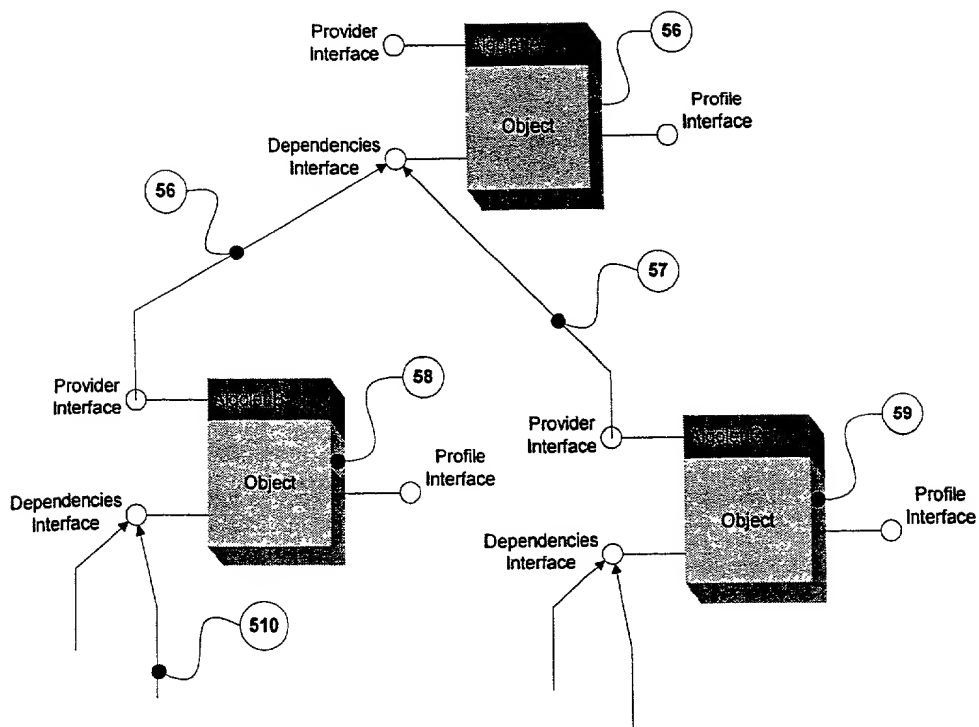 Provider
Interface
56
Object
Profile
Interface
Dependencies
Interface
56
57
Provider
Interface
58
Object
Profile
Interface
Dependencies
Interface
510
Provider
Interface
59
Object
Profile
Interface
Dependencies
Interface